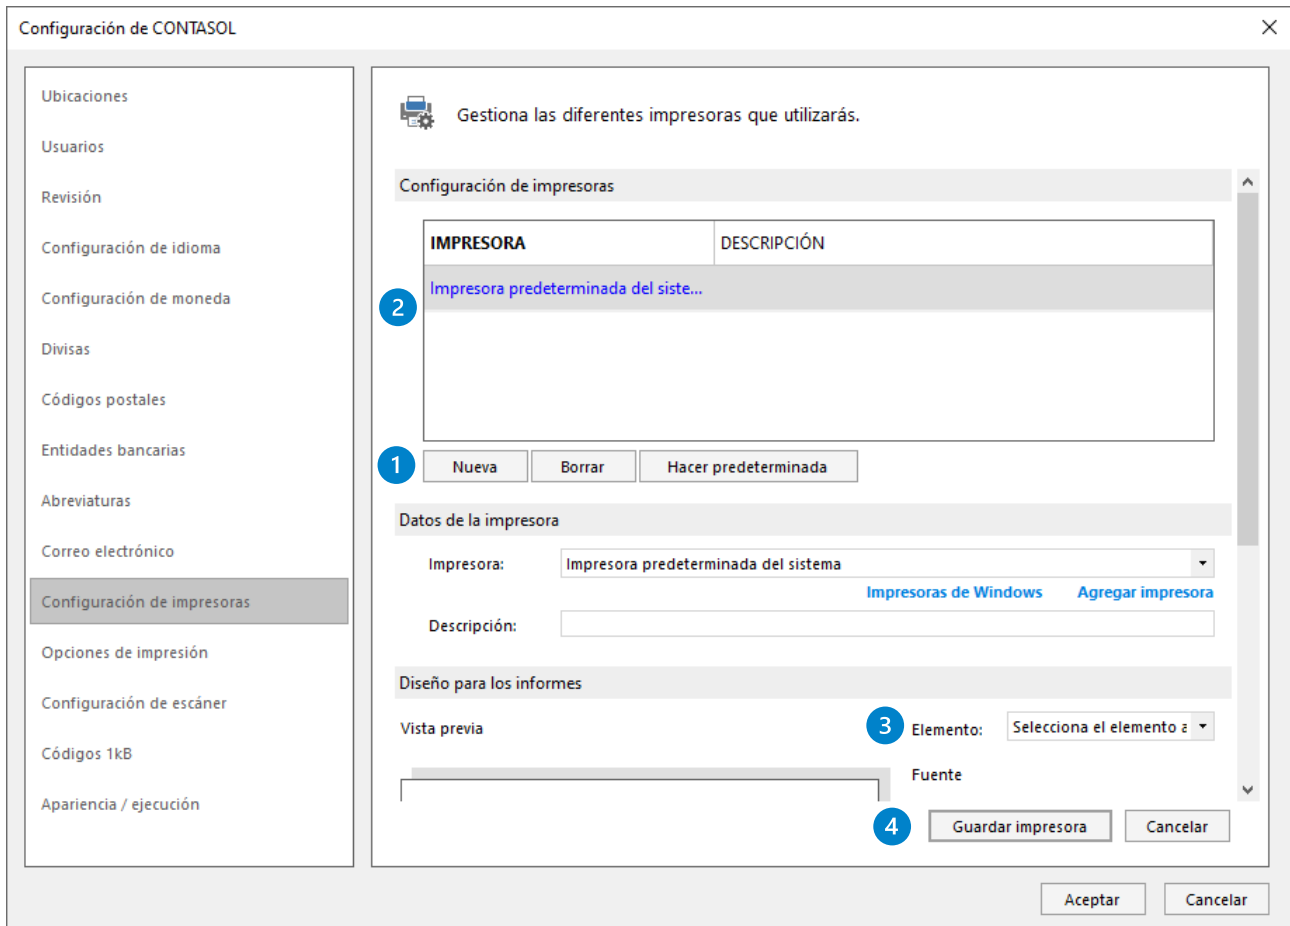 Configuración de CONTASOL
Ubicaciones
Usuarios
Revisión
Configuración de idioma
Configuración de moneda
Divisas
Códigos postales
Entidades bancarias
Abreviaturas
Correo electrónico
Configuración de impresoras
Opciones de impresión
Configuración de escáner
Códigos 1kB
Apariencia / ejecución
Gestiona las diferentes impresoras que utilizarás.
Configuración de impresoras
IMPRESORA DESCRIPCIÓN
Impresora predeterminada del siste...
2
1 Nueva Borrar Hacer predeterminada
Datos de la impresora
Impresora: Impresora predeterminada del sistema
Impresoras de Windows Agregar impresora
Descripción:
Diseño para los informes
Vista previa 3 Elemento: Selecciona el elemento a
Fuente
4 Guardar impresora Cancelar
Aceptar Cancelar